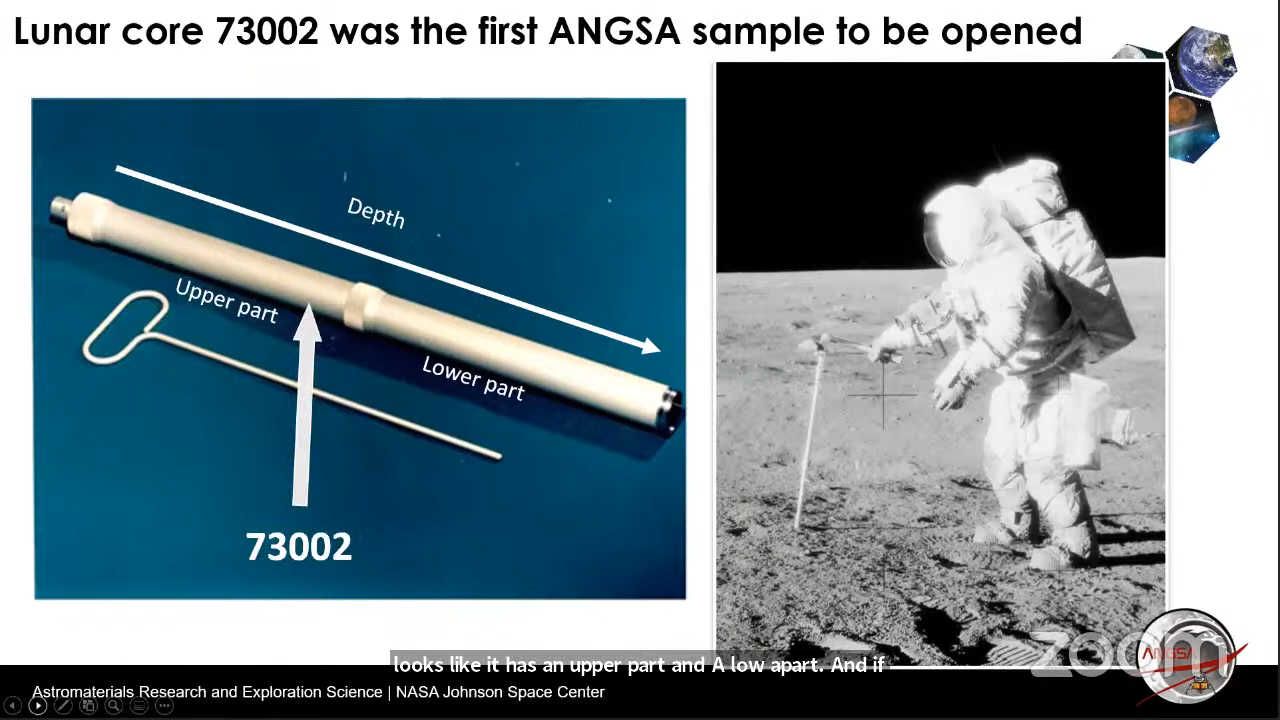 Lunar core 73002 was the first ANGSA sample to be opened
Depth
Upper part
Lower part
73002
looks like it has an upper part and A low apart. And if
zoom
ANGSA
Astromaterials Research and Exploration Science | NASA Johnson Space Center